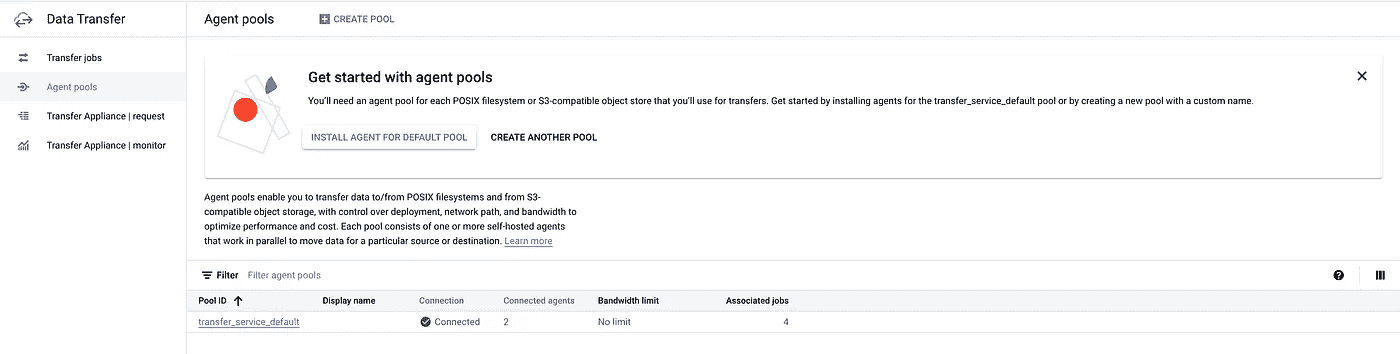 Data Transfer
Agent pools
CREATE POOL
Transfer jobs
Agent pools
Transfer Appliance | request
Transfer Appliance | monitor
Get started with agent pools
You'll need an agent pool for each POSIX filesystem or S3-compatible object store that you'll use for transfers. Get started by installing agents for the transfer_service_default pool or by creating a new pool with a custom name.
INSTALL AGENT FOR DEFAULT POOL CREATE ANOTHER POOL
Agent pools enable you to transfer data to/from POSIX filesystems and from S3-
compatible object storage, with control over deployment, network path, and bandwidth to
optimize performance and cost. Each pool consists of one or more self-hosted agents
that work in parallel to move data for a particular source or destination. Learn more
Filter Filter agent pools
Pool ID Display name Connection Connected agents Bandwidth limit Associated jobs
transfer_service_default Connected 2 No limit 4